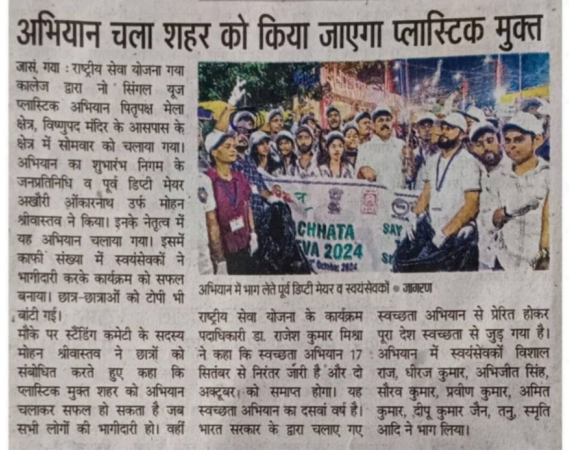 अभियान चला शहर को किया जाएगा प्लास्टिक मुक्त
जासं, गया : राष्ट्रीय सेवा योजना गया
कालेज द्वारा नो सिंगल यूज
प्लास्टिक अभियान पितृपक्ष मेला
क्षेत्र, विष्णुपद मंदिर के आसपास के
क्षेत्र में सोमवार को चलाया गया।
अभियान का शुभारंभ निगम के
जनप्रतिनिधि व पूर्व डिप्टी मेयर
अखौरी ओंकारनाथ उर्फ मोहन
श्रीवास्तव ने किया। इनके नेतृत्व में
यह अभियान चलाया गया। इसमें
काफी संख्या में स्वयंसेवकों ने
भागीदारी करके कार्यक्रम को सफल
बनाया। छात्र-छात्राओं को टोपी भी
बांटी गई।
मौके पर स्टैंडिंग कमेटी के सदस्य
मोहन श्रीवास्तव ने छात्रों को
संबोधित करते हुए कहा कि
प्लास्टिक मुक्त शहर को अभियान
चलाकर सफल हो सकता है जब
सभी लोगों की भागीदारी हो। वहीं
CHHATA
VA 2024
October, 2024
SAY
अभियान में भाग लेते पूर्व डिप्टी मेयर व स्वयंसेवकों ● जागरण
राष्ट्रीय सेवा योजना के कार्यक्रम
पदाधिकारी डा. राजेश कुमार मिश्रा
ने कहा कि स्वच्छता अभियान 17
सितंबर से निरंतर जारी है और दो
अक्टूबर को समाप्त होगा। यह
स्वच्छता अभियान का दसवां वर्ष है।
भारत सरकार के द्वारा चलाए गए
स्वच्छता अभियान से प्रेरित होकर
पूरा देश स्वच्छता से जुड़ गया है।
अभियान में स्वयंसेवकों विशाल
राज, धीरज कुमार, अभिजीत सिंह,
सौरव कुमार, प्रवीण कुमार, अमित
कुमार, दीपू कुमार जैन, तनु, स्मृति
आदि ने भाग लिया।